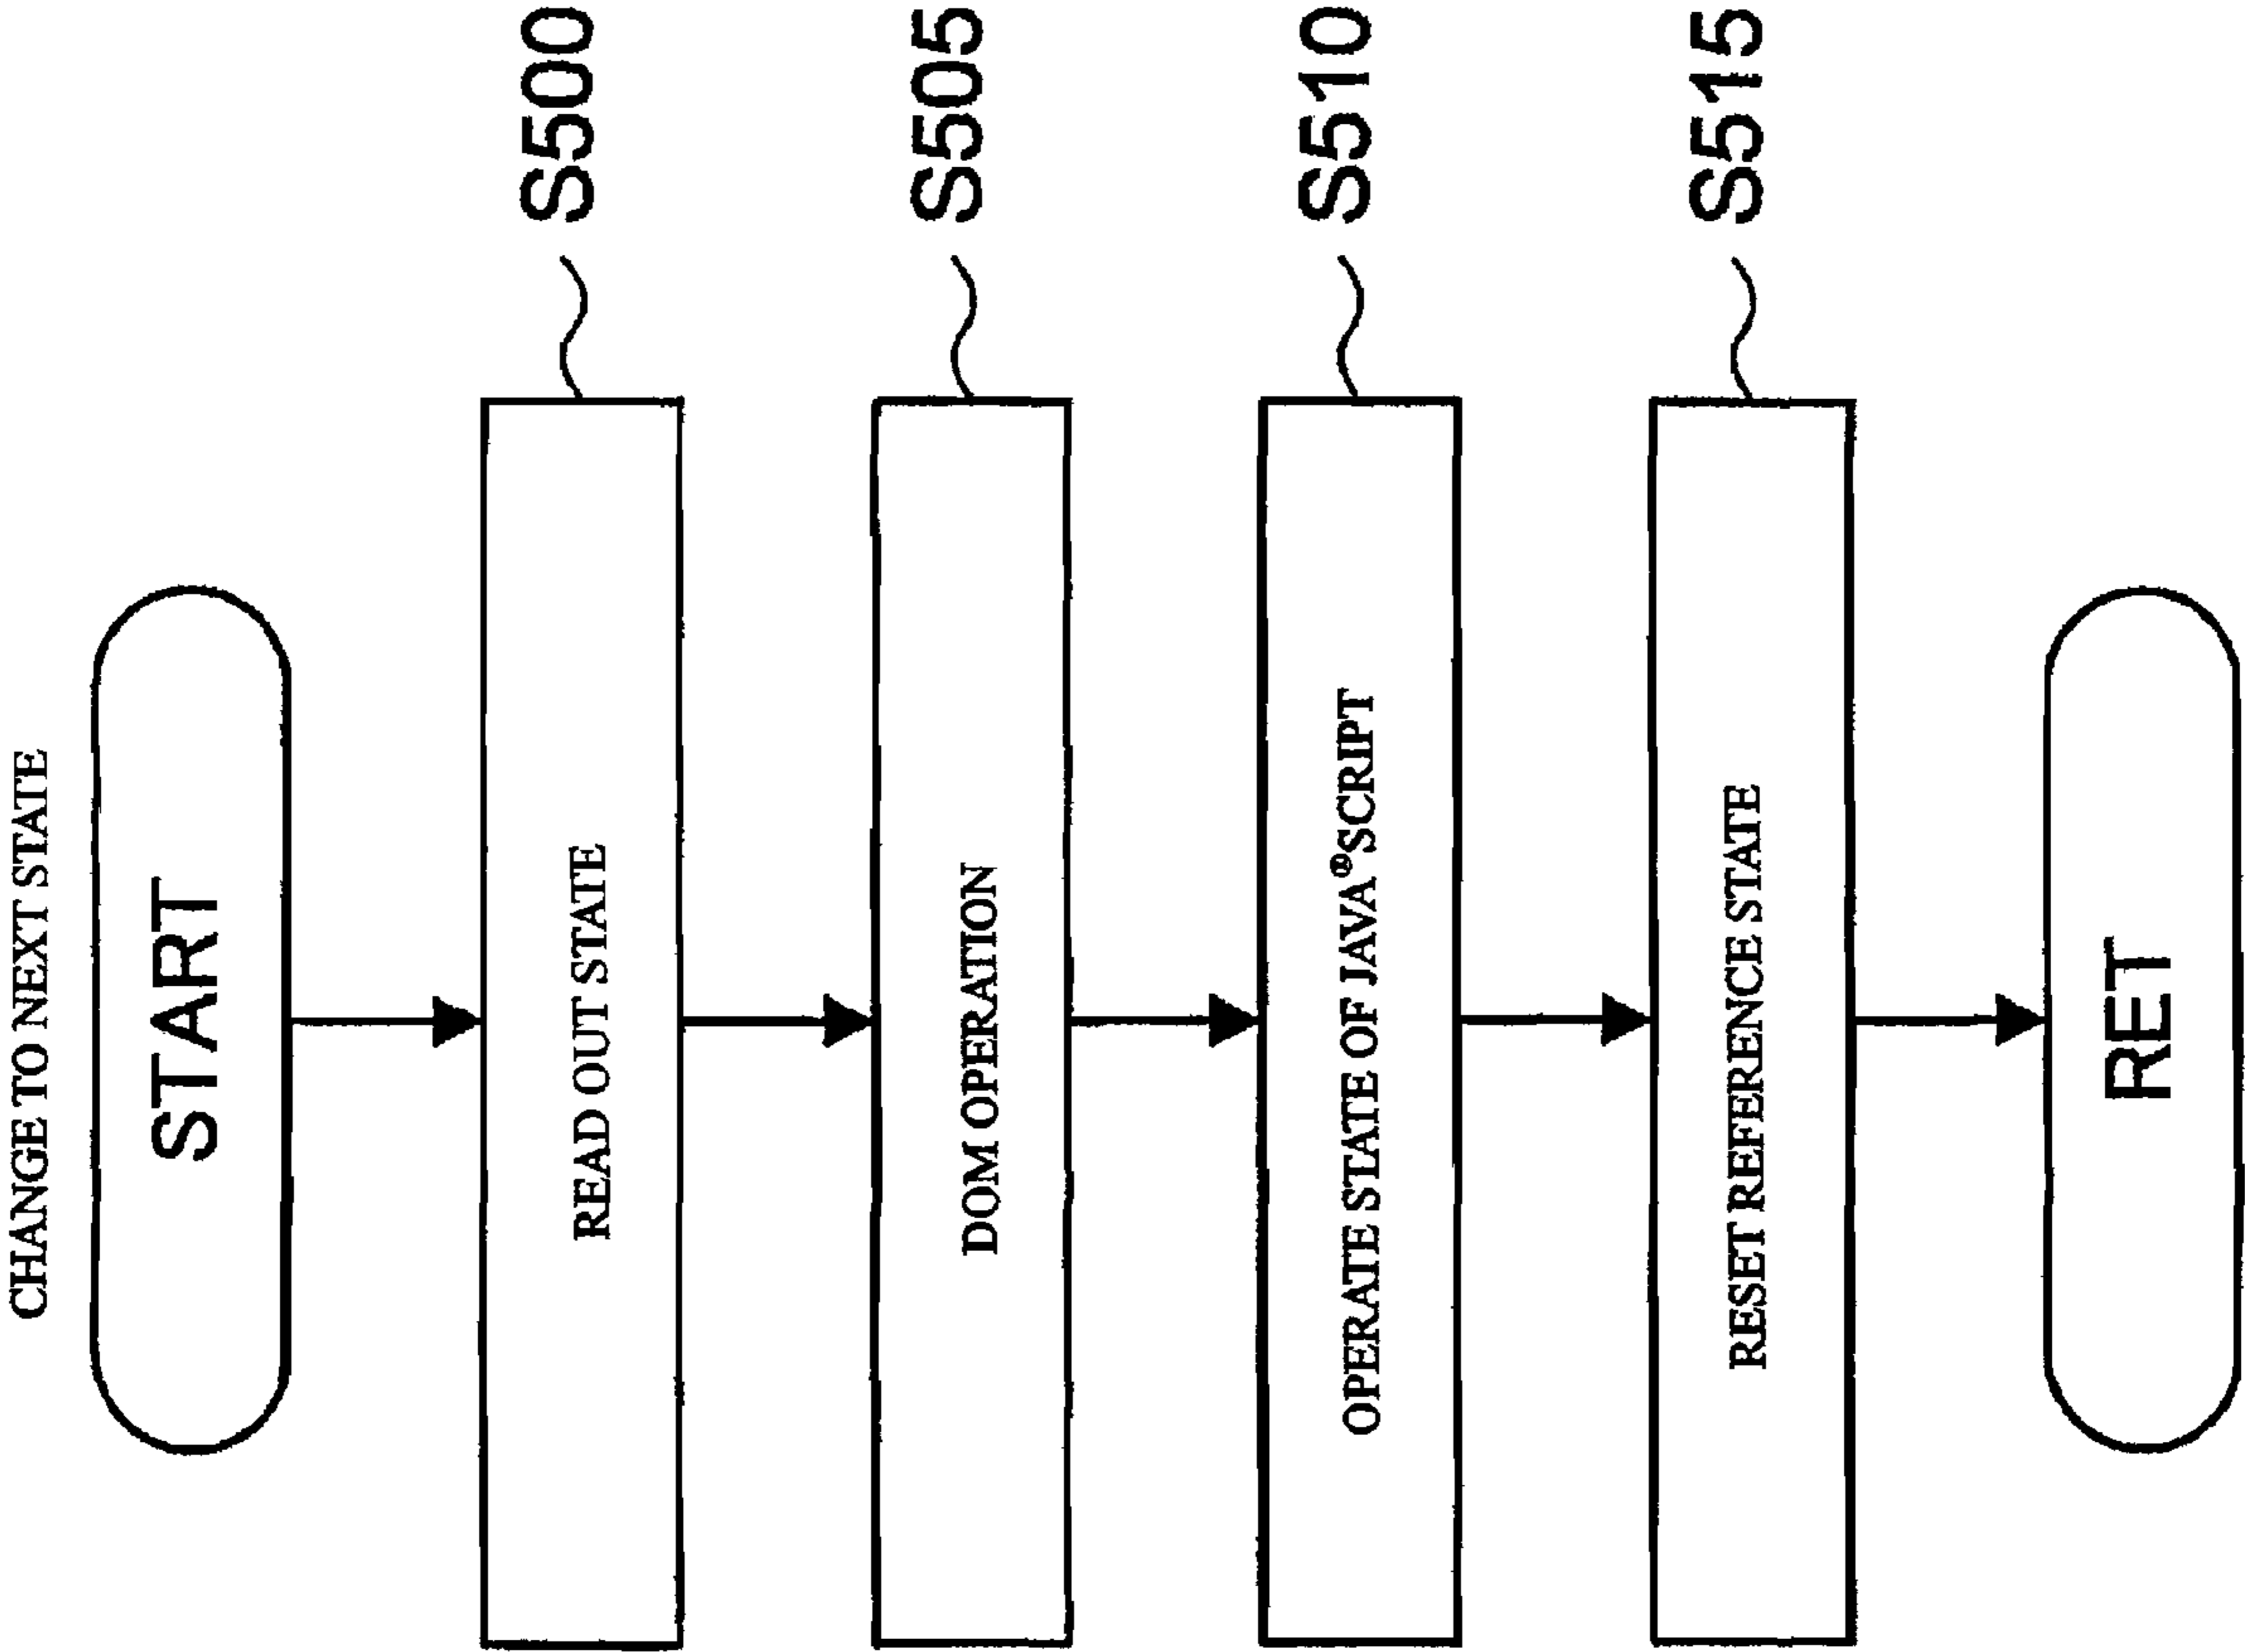 CHANGE TO NEXT STATE
START
READ OUT STATE
S500
DOM OPERATION
S505
OPERATE STATE OF JAVA®SCRIPT
S510
RESET REFERENCE STATE
S515
RET